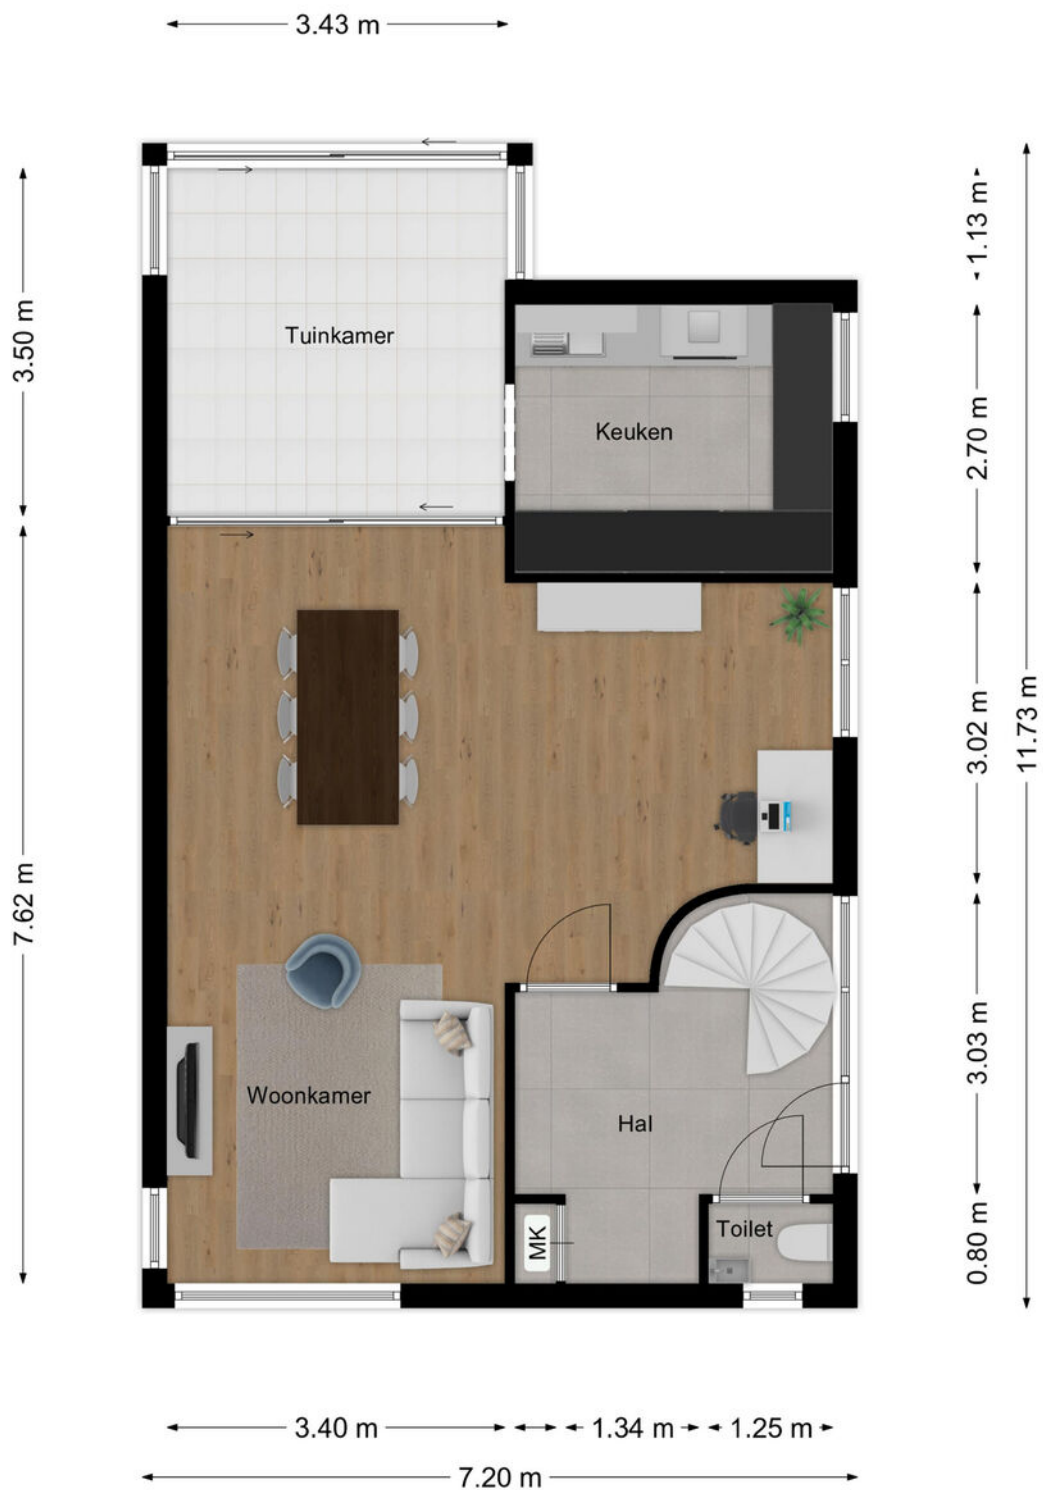 3.43 m
1.13 m
3.50 m
Tuinkamer
2.70 m
Keuken
3.02 m
11.73 m
7.62 m
3.03 m
Woonkamer
Hal
0.80 m
Toilet
MK
3.40 m
1.34 m
1.25 m
7.20 m